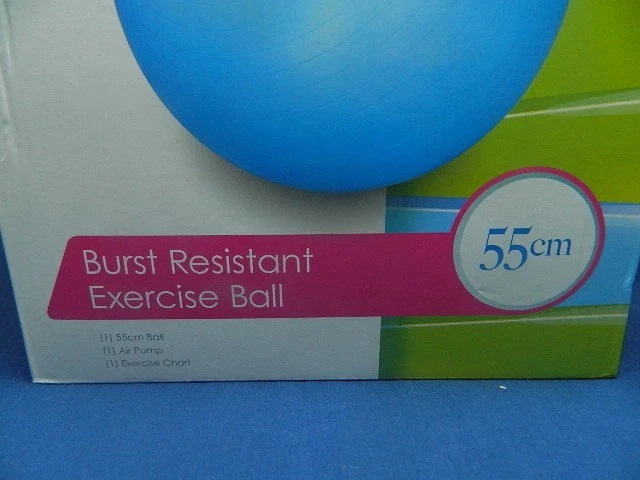 Burst Resistant
Exercise Ball
55cm
(1) 55cm Ball
(1) Air Pump
(1) Exercise Chart